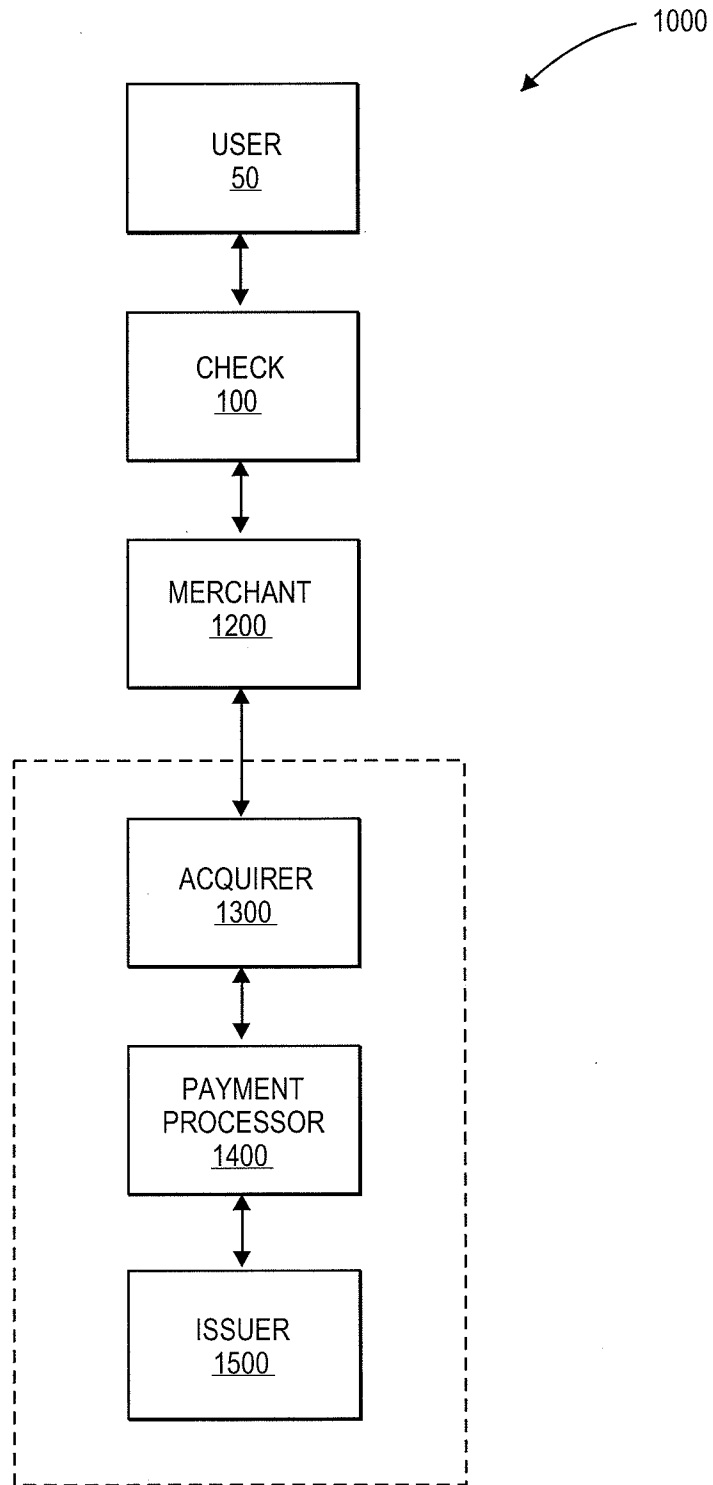 1000
USER
50
CHECK
100
MERCHANT
1200
ACQUIRER
1300
PAYMENT
PROCESSOR
1400
ISSUER
1500